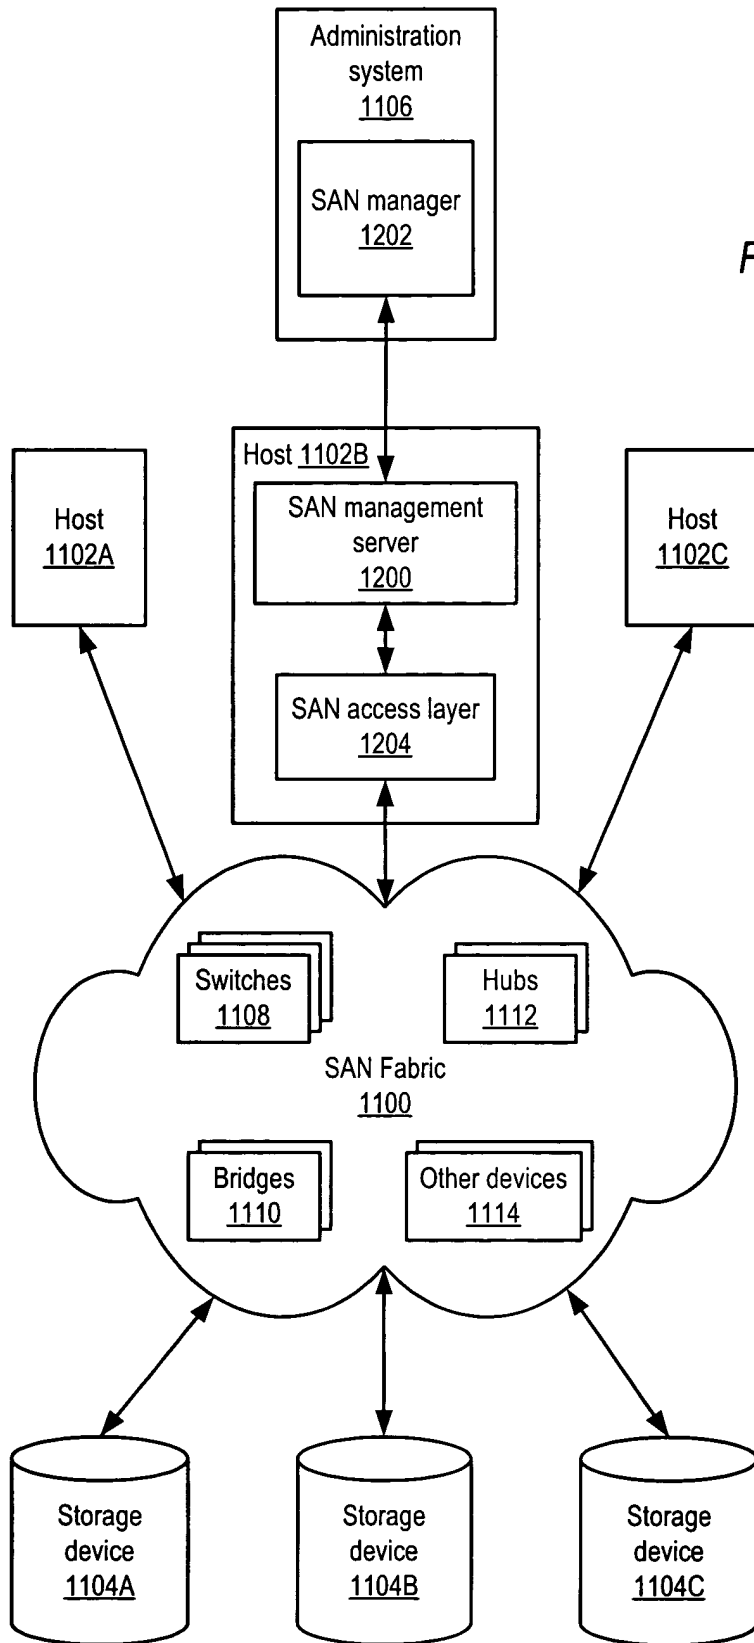 Administration
system
1106
SAN manager
1202
F
Host 1102B
SAN management
server
1200
Host
1102A
Host
1102C
SAN access layer
1204
Switches
1108
Hubs
1112
SAN Fabric
1100
Bridges
1110
Other devices
1114
Storage
device
1104A
Storage
device
1104B
Storage
device
1104C